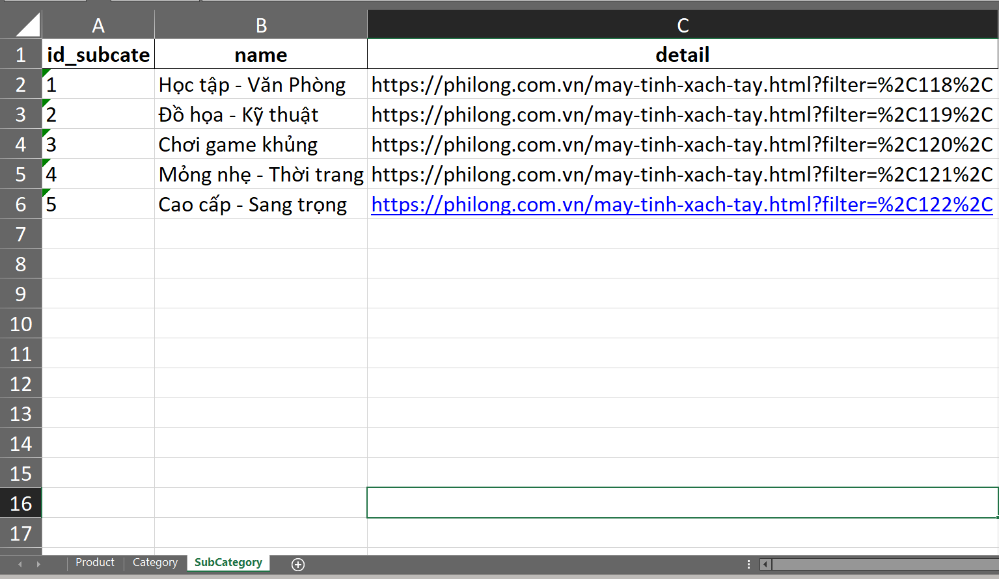 A B C
1 id_subcate name detail
2 1 Học tập - Văn Phòng https://philong.com.vn/may-tinh-xach-tay.html?filter=%2C118%2C
3 2 Đồ họa - Kỹ thuật https://philong.com.vn/may-tinh-xach-tay.html?filter=%2C119%2C
4 3 Chơi game khủng https://philong.com.vn/may-tinh-xach-tay.html?filter=%2C120%2C
5 4 Mỏng nhẹ - Thời trang https://philong.com.vn/may-tinh-xach-tay.html?filter=%2C121%2C
6 5 Cao cấp - Sang trọng https://philong.com.vn/may-tinh-xach-tay.html?filter=%2C122%2C
7
8
9
10
11
12
13
14
15
16
17
Product Category SubCategory